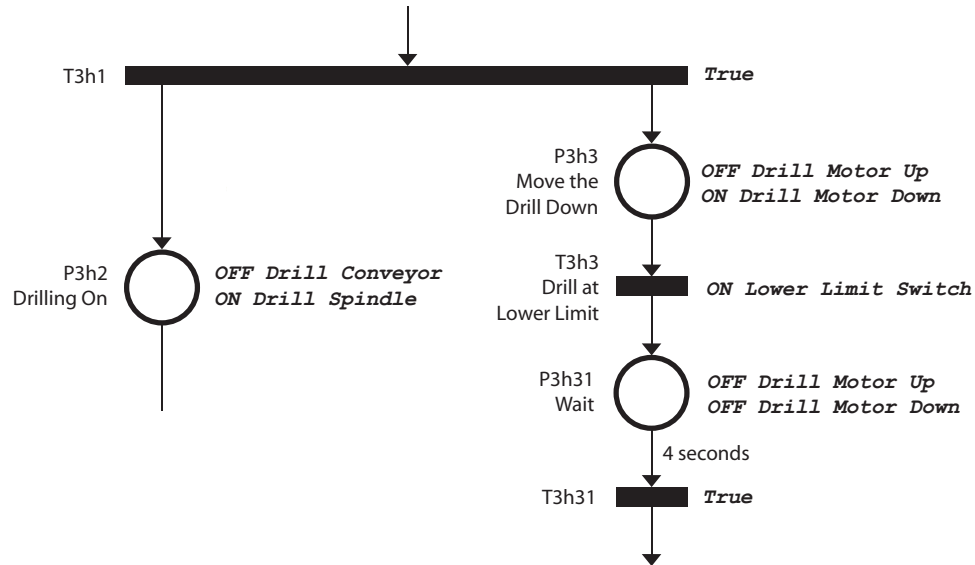 T3h1
True
P3h3
Move the
Drill Down
OFF Drill Motor Up
ON Drill Motor Down
P3h2
Drilling On
OFF Drill Conveyor
ON Drill Spindle
T3h3
Drill at
Lower Limit
ON Lower Limit Switch
P3h31
Wait
OFF Drill Motor Up
OFF Drill Motor Down
4 seconds
T3h31
True